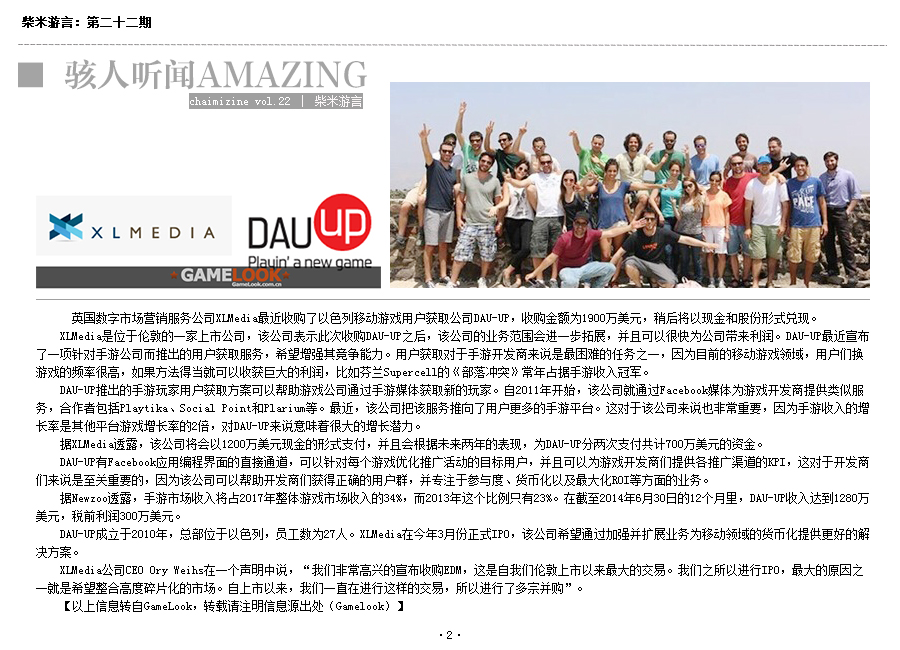 柴米游言：第二十二期
骇人听闻AMAZING
chaimizine vol.22 | 柴米游言
XLMEDIA
DAU UP
Playin' a new game
·GAMELOOK·
GameLook.com.cn
英国数字市场营销服务公司XLMedia最近收购了以色列移动游戏用户获取公司DAU-UP，收购金额为1900万美元，稍后将以现金和股份形式兑现。
XLMedia是位于伦敦的一家上市公司，该公司表示此次收购DAU-UP之后，该公司的业务范围会进一步拓展，并且可以很快为公司带来利润。DAU-UP最近宣布
了一项针对手游公司而推出的用户获取服务，希望增强其竞争能力。用户获取对于手游开发商来说是最困难的任务之一，因为目前的移动游戏领域，用户们换
游戏的频率很高，如果方法得当就可以收获巨大的利润，比如芬兰Supercell的《部落冲突》常年占据手游收入冠军。
DAU-UP推出的手游玩家用户获取方案可以帮助游戏公司通过手游媒体获取新的玩家。自2011年开始，该公司就通过Facebook媒体为游戏开发商提供类似服
务，合作者包括Playtika、Social Point和Plarium等。最近，该公司把该服务推向了用户更多的手游平台。这对于该公司来说也非常重要，因为手游收入的增
长率是其他平台游戏增长率的2倍，对DAU-UP来说意味着很大的增长潜力。
据XLMedia透露，该公司将会以1200万美元现金的形式支付，并且会根据未来两年的表现，为DAU-UP分两次支付共计700万美元的资金。
DAU-UP有Facebook应用编程界面的直接通道，可以针对每个游戏优化推广活动的目标用户，并且可以为游戏开发商们提供各推广渠道的KPI，这对于开发商
们来说是至关重要的，因为该公司可以帮助开发商们获得正确的用户群，并专注于参与度、货币化以及最大化ROI等方面的业务。
据Newzoo透露，手游市场收入将占2017年整体游戏市场收入的34%，而2013年这个比例只有23%。在截至2014年6月30日的12个月里，DAU-UP收入达到1280万
美元，税前利润300万美元。
DAU-UP成立于2010年，总部位于以色列，员工数为27人。XLMedia在今年3月份正式IPO，该公司希望通过加强并扩展业务为移动领域的货币化提供更好的解
决方案。
XLMedia公司CEO Ory Weihs在一个声明中说，“我们非常高兴的宣布收购EDM，这是自我们伦敦上市以来最大的交易。我们之所以进行IPO，最大的原因之
一就是希望整合高度碎片化的市场。自上市以来，我们一直在进行这样的交易，所以进行了多宗并购”。
【以上信息转自GameLook，转载请注明信息源出处（Gamelook）】
·2·